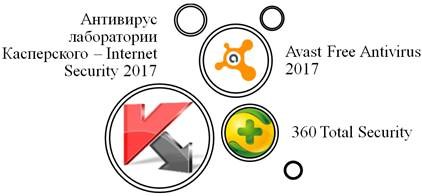 Антивирус
лаборатории
Касперского – Internet
Security 2017
Avast Free Antivirus
2017
360 Total Security